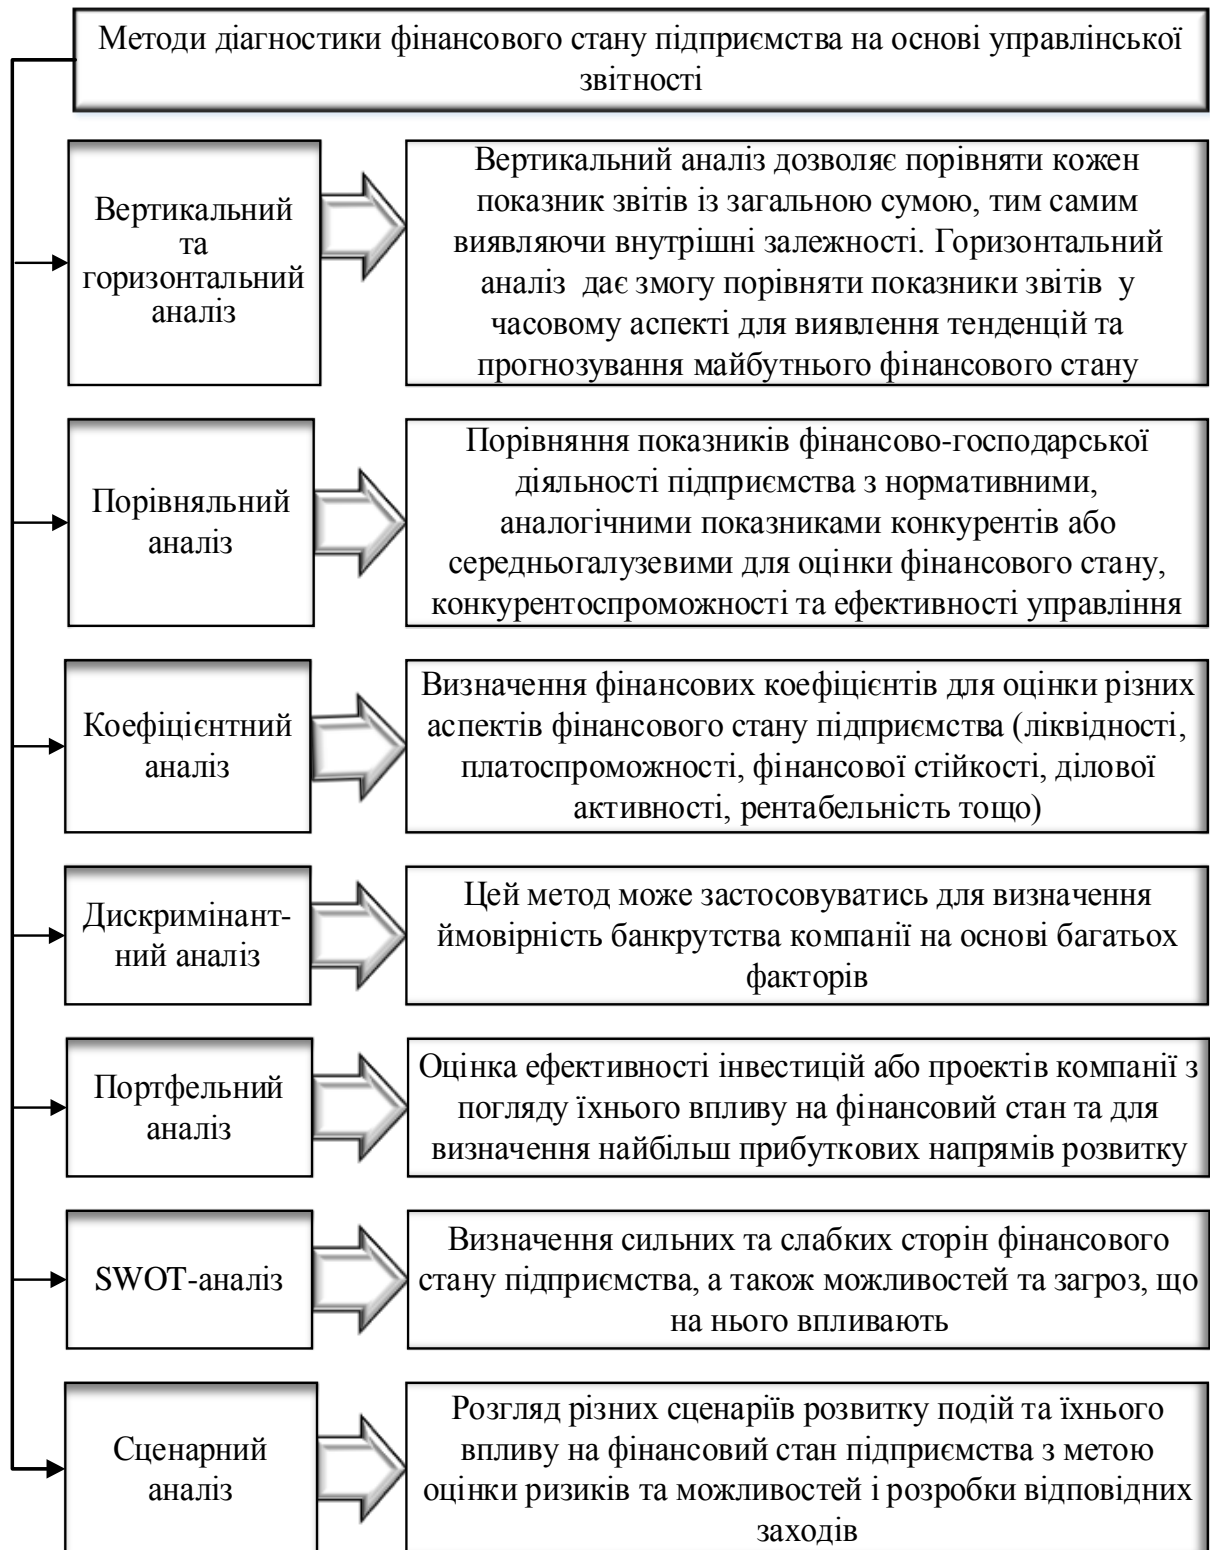 Методи діагностики фінансового стану підприємства на основі управлінської
звітності
Вертикальний
та
горизонтальний
аналіз
Вертикальний аналіз дозволяє порівняти кожен
показник звітів із загальною сумою, тим самим
виявляючи внутрішні залежності. Горизонтальний
аналіз дає змогу порівняти показники звітів у
часовому аспекті для виявлення тенденцій та
прогнозування майбутнього фінансового стану
Порівняльний
аналіз
Порівняння показників фінансово-господарської
діяльності підприємства з нормативними,
аналогічними показниками конкурентів або
середньогалузевими для оцінки фінансового стану,
конкурентоспроможності та ефективності управління
Коефіцієнтний
аналіз
Визначення фінансових коефіцієнтів для оцінки різних
аспектів фінансового стану підприємства (ліквідності,
платоспроможності, фінансової стійкості, ділової
активності, рентабельність тощо)
Дискримінант-
ний аналіз
Цей метод може застосовуватись для визначення
ймовірність банкрутства компанії на основі багатьох
факторів
Портфельний
аналіз
Оцінка ефективності інвестицій або проектів компанії з
погляду їхнього впливу на фінансовий стан та для
визначення найбільш прибуткових напрямів розвитку
SWOT-аналіз
Визначення сильних та слабких сторін фінансового
стану підприємства, а також можливостей та загроз, що
на нього впливають
Сценарний
аналіз
Розгляд різних сценаріїв розвитку подій та їхнього
впливу на фінансовий стан підприємства з метою
оцінки ризиків та можливостей і розробки відповідних
заходів